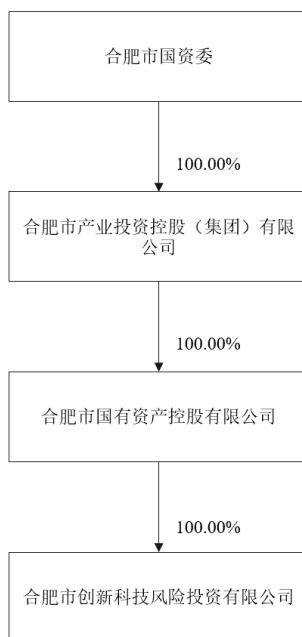 合肥市国资委
100.00%
合肥市产业投资控股（集团）有限
公司
100.00%
合肥市国有资产控股有限公司
100.00%
合肥市创新科技风险投资有限公司